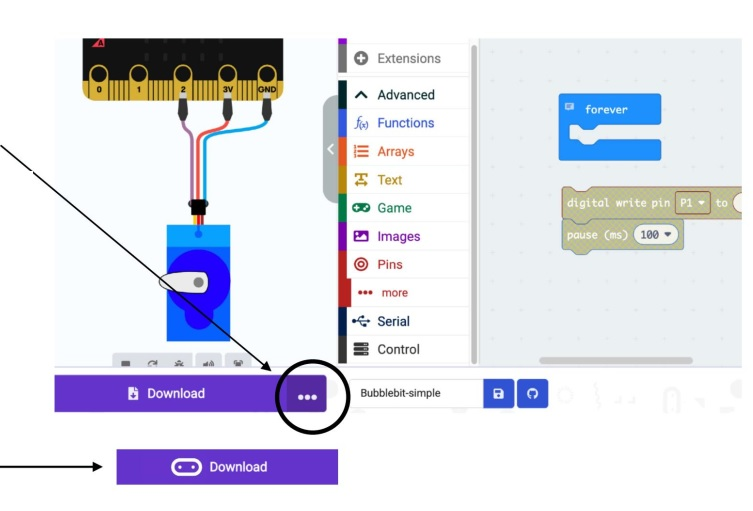 0 1 2 3V GND
Extensions
Advanced
f(x) Functions
Arrays
Text
Game
Images
Pins
more
Serial
Control
forever
digital write pin P1 to
pause (ms) 100
Download
Bubblebit-simple
Download